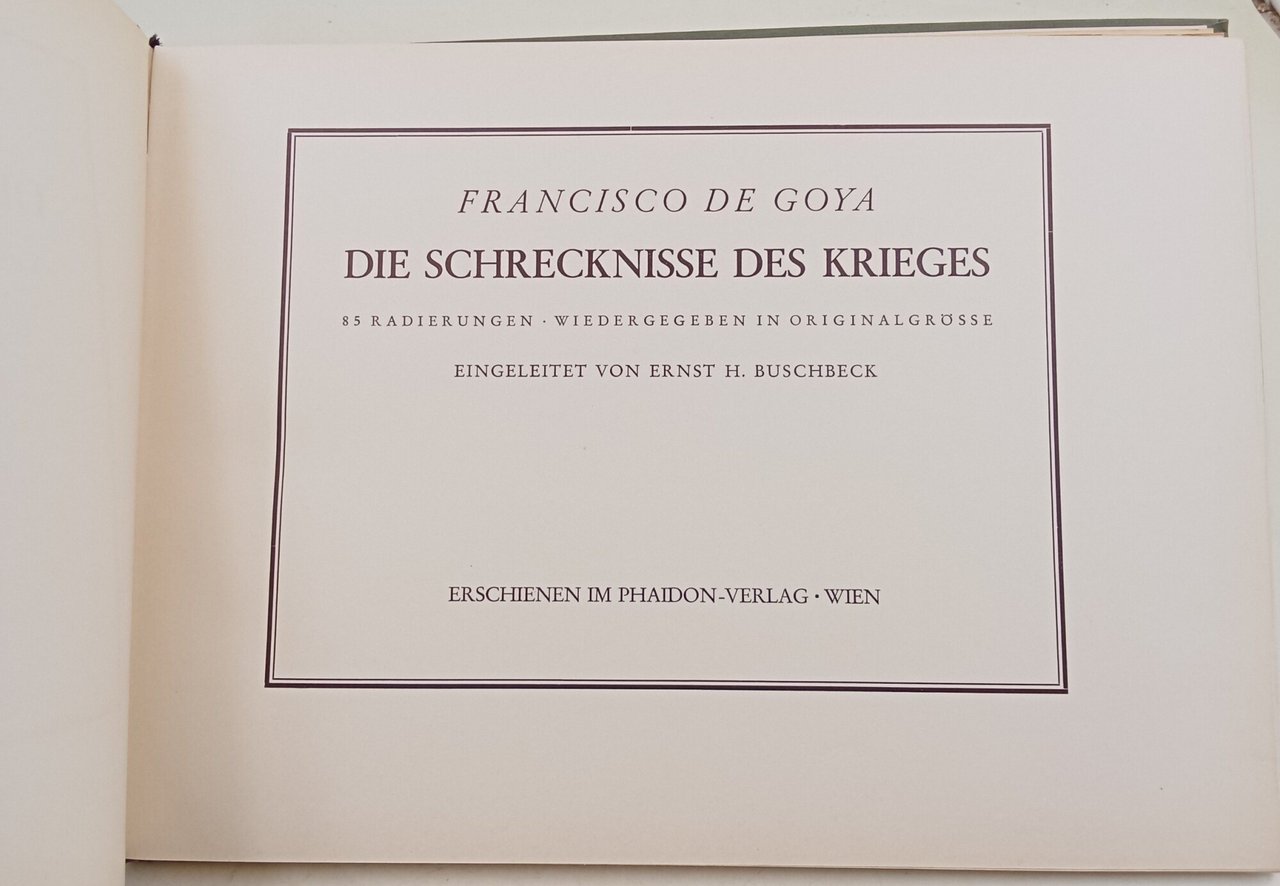 FRANCISCO DE GOYA
DIE SCHRECKNISSE DES KRIEGES
85 RADIERUNGEN · WIEDERGEGEBEN IN ORIGINALGRÖSSE
EINGELEITET VON ERNST H. BUSCHBECK
ERSCHIENEN IM PHAIDON-VERLAG · WIEN